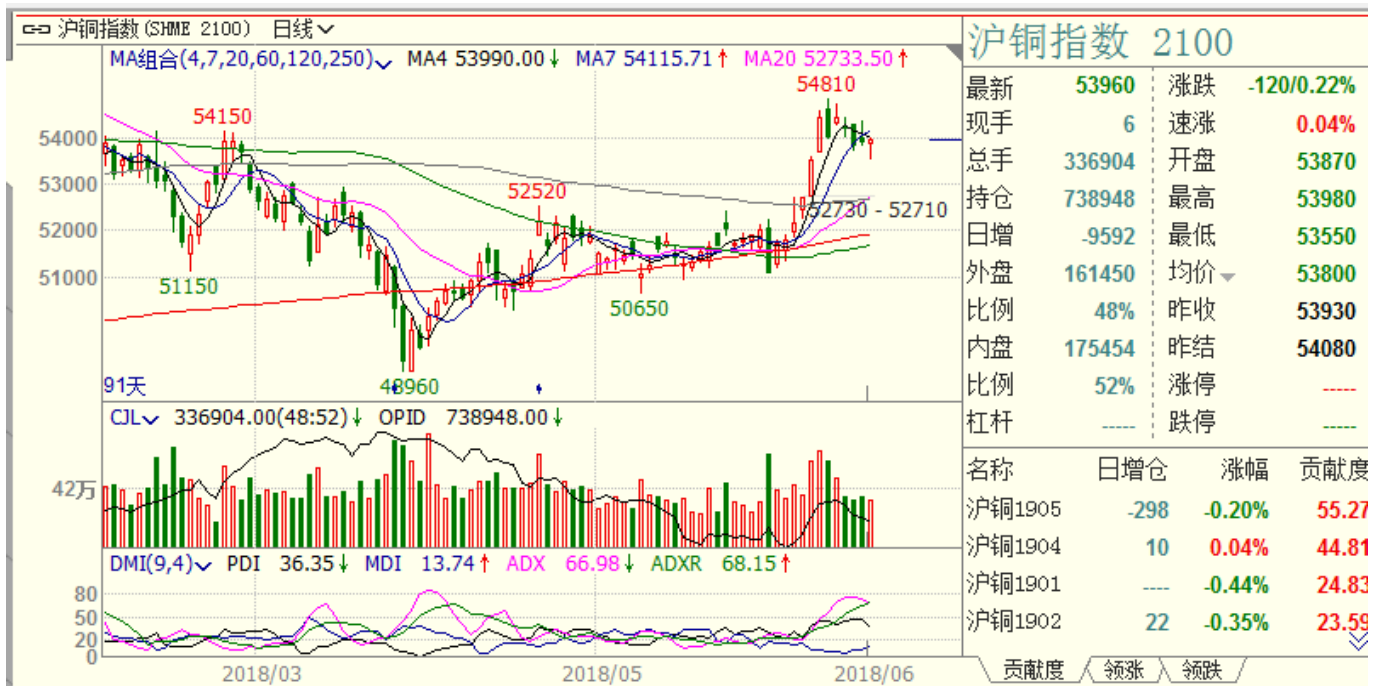 沪铜指数(SHME 2100) 日线
MA组合(4,7,20,60,120,250) MA4 53990.00↓ MA7 54115.71↑ MA20 52733.50↑
54810
54150
54000
53000
52520
52730 - 52710
52000
51000
51150
50650
48960
91天
CJL 336904.00(48:52)↓ OPID 738948.00↓
42万
DMI(9,4) PDI 36.35↓ MDI 13.74↑ ADX 66.98↓ ADXR 68.15↑
80
50
20
0
2018/03 2018/05 2018/06
沪铜指数 2100
最新 53960 涨跌 -120/0.22%
现手 6 速涨 0.04%
总手 336904 开盘 53870
持仓 738948 最高 53980
日增 -9592 最低 53550
外盘 161450 均价 53800
比例 48% 昨收 53930
内盘 175454 昨结 54080
比例 52% 涨停 -----
杠杆 ----- 跌停 -----
名称 日增仓 涨幅 贡献度
沪铜1905 -298 -0.20% 55.27
沪铜1904 10 0.04% 44.81
沪铜1901 ---- -0.44% 24.83
沪铜1902 22 -0.35% 23.59
贡献度 领涨 领跌